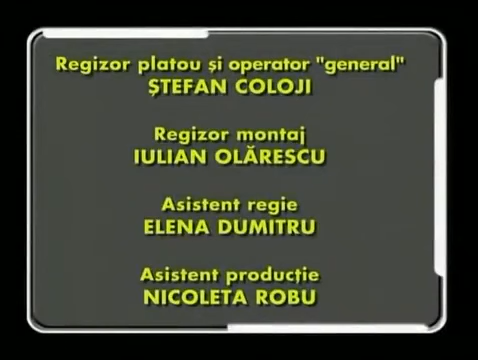 Regizor platou și operator "general"
ȘTEFAN COLOJI
Regizor montaj
IULIAN OLĂRESCU
Asistent regie
ELENA DUMITRU
Asistent producție
NICOLETA ROBU